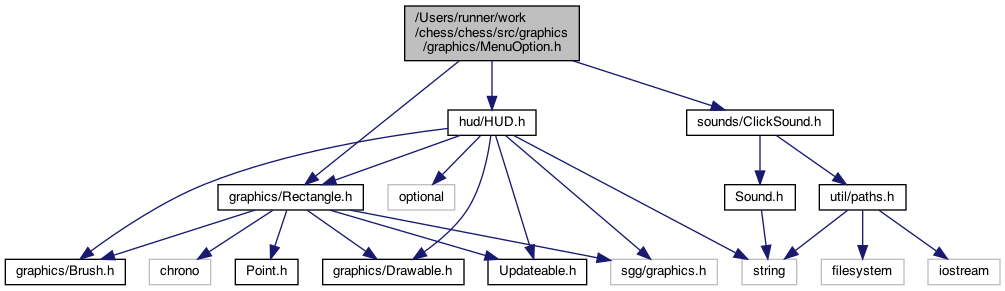 /Users/runner/work
/chess/chess/src/graphics
/graphics/MenuOption.h
hud/HUD.h
sounds/ClickSound.h
graphics/Rectangle.h
optional
Sound.h
util/paths.h
graphics/Brush.h
chrono
Point.h
graphics/Drawable.h
Updateable.h
sgg/graphics.h
string
filesystem
iostream